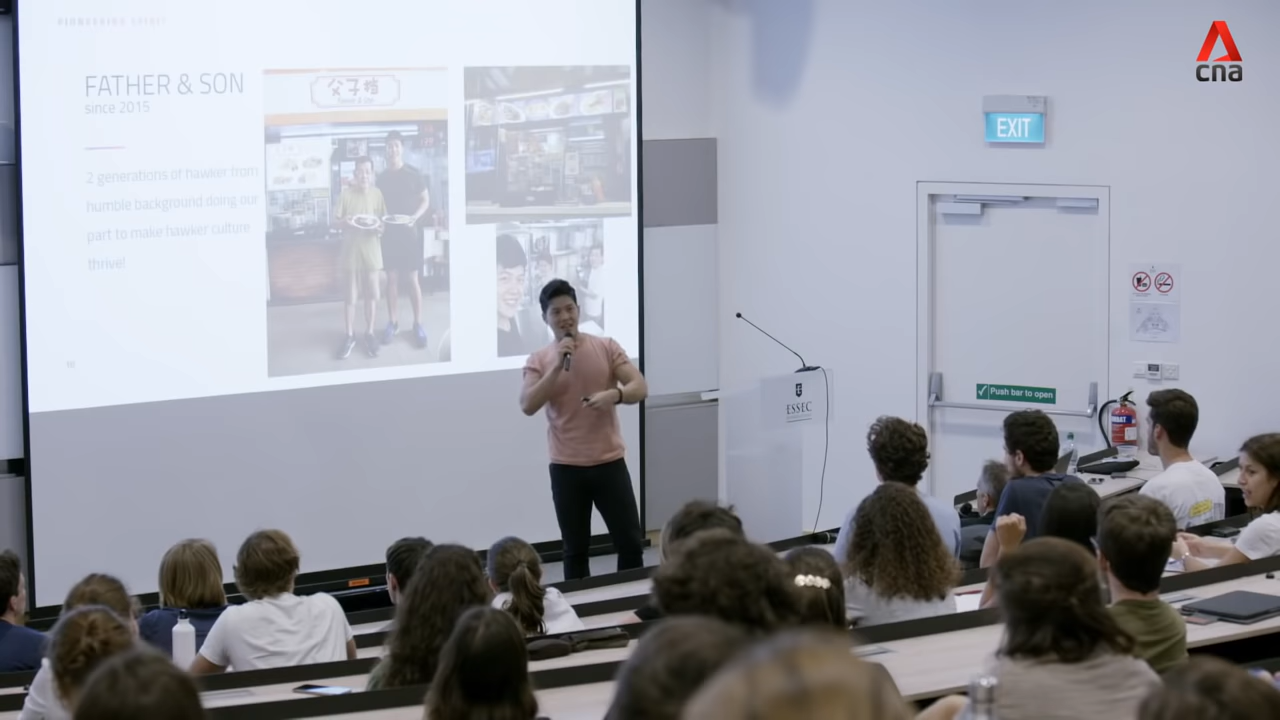 FATHER & SON
since 2015
2 generations of hawker from
humble background doing our
part to make hawker culture
thrive!
父子档
cna
EXIT
Push bar to open
ESSEC